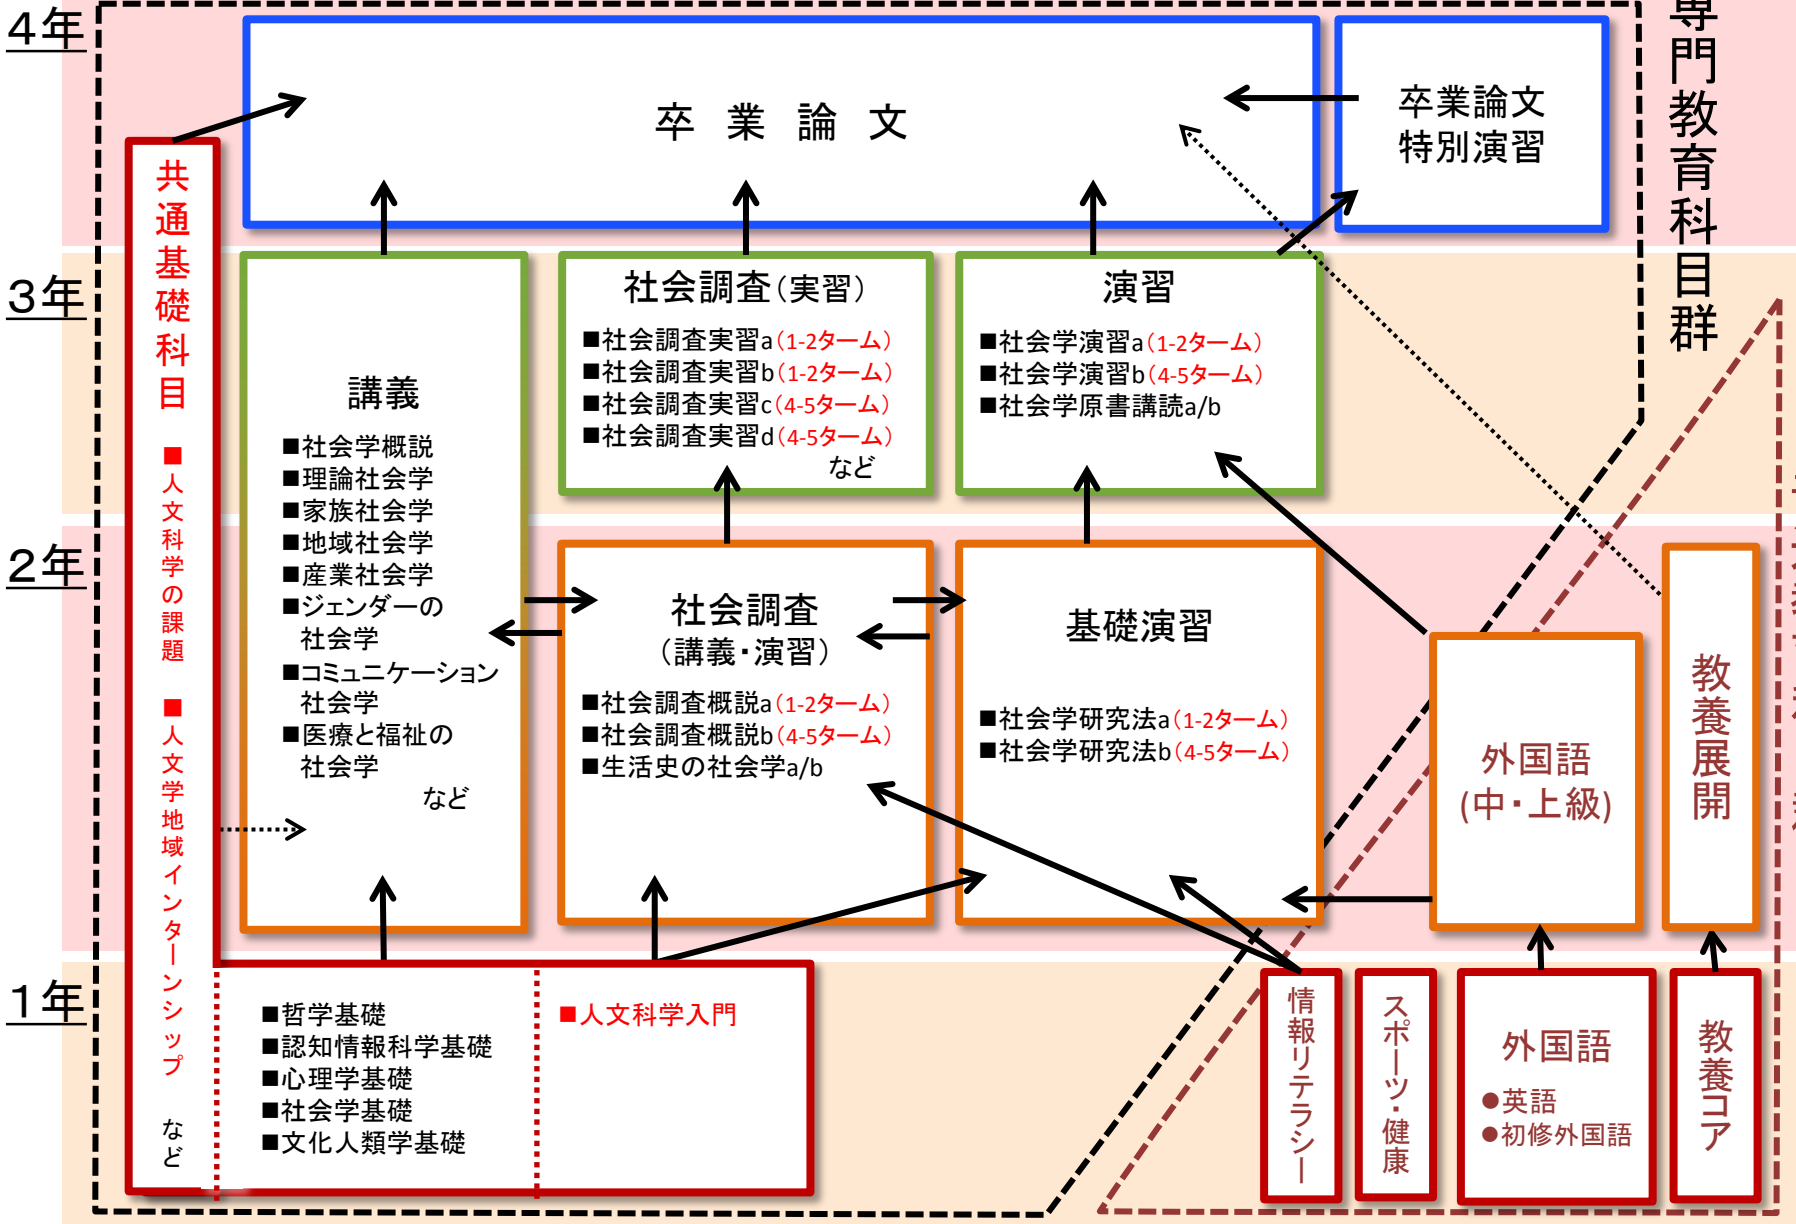 4年
卒業論文
卒業論文
特別演習
専門教育科目群
共通基礎科目
■人文科学の課題
■人文学地域インターンシップ
など
3年
講義
■社会学概説
■理論社会学
■家族社会学
■地域社会学
■産業社会学
■ジェンダーの
社会学
■コミュニケーション
社会学
■医療と福祉の
社会学
など
社会調査(実習)
■社会調査実習a(1-2ターム)
■社会調査実習b(1-2ターム)
■社会調査実習c(4-5ターム)
■社会調査実習d(4-5ターム)
など
演習
■社会学演習a(1-2ターム)
■社会学演習b(4-5ターム)
■社会学原書講読a/b
2年
社会調査
(講義・演習)
■社会調査概説a(1-2ターム)
■社会調査概説b(4-5ターム)
■生活史の社会学a/b
基礎演習
■社会学研究法a(1-2ターム)
■社会学研究法b(4-5ターム)
外国語
(中・上級)
教養展開
1年
■哲学基礎
■認知情報科学基礎
■心理学基礎
■社会学基礎
■文化人類学基礎
■人文科学入門
情報リテラシー
スポーツ・健康
外国語
●英語
●初修外国語
教養コア